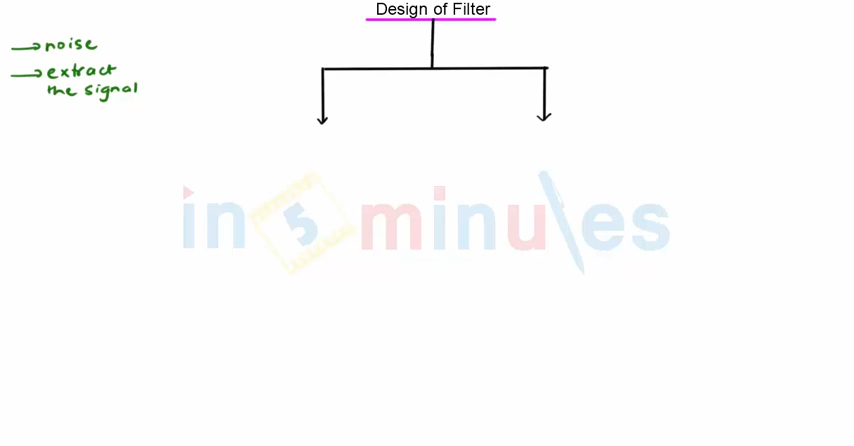 Design of Filter
→ noise
→ extract
the signal
in 5 minutes